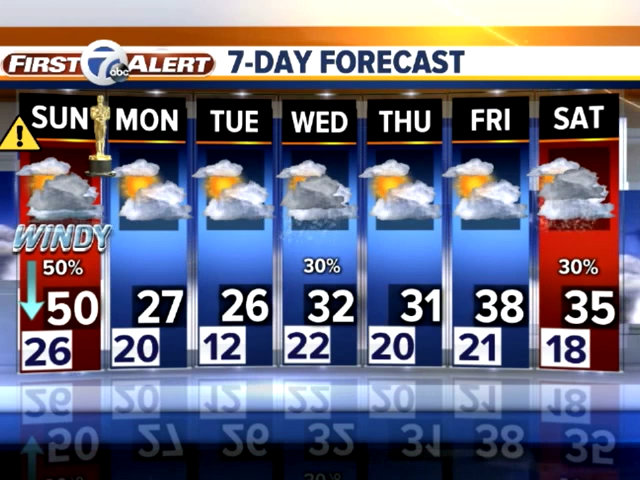 FIRST 7 abc ALERT 7-DAY FORECAST
SUN MON TUE WED THU FRI SAT
WINDY
50% 30% 30%
50 27 26 32 31 38 35
26 20 12 22 20 21 18